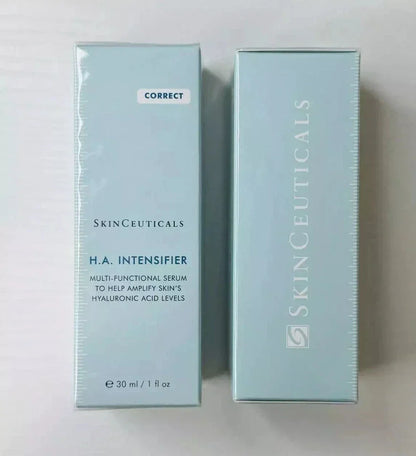 CORRECT
SKINCEUTICALS
H.A. INTENSIFIER
MULTI-FUNCTIONAL SERUM
TO HELP AMPLIFY SKIN'S
HYALURONIC ACID LEVELS
℮ 30 ml / 1 fl oz
SKINCEUTICALS